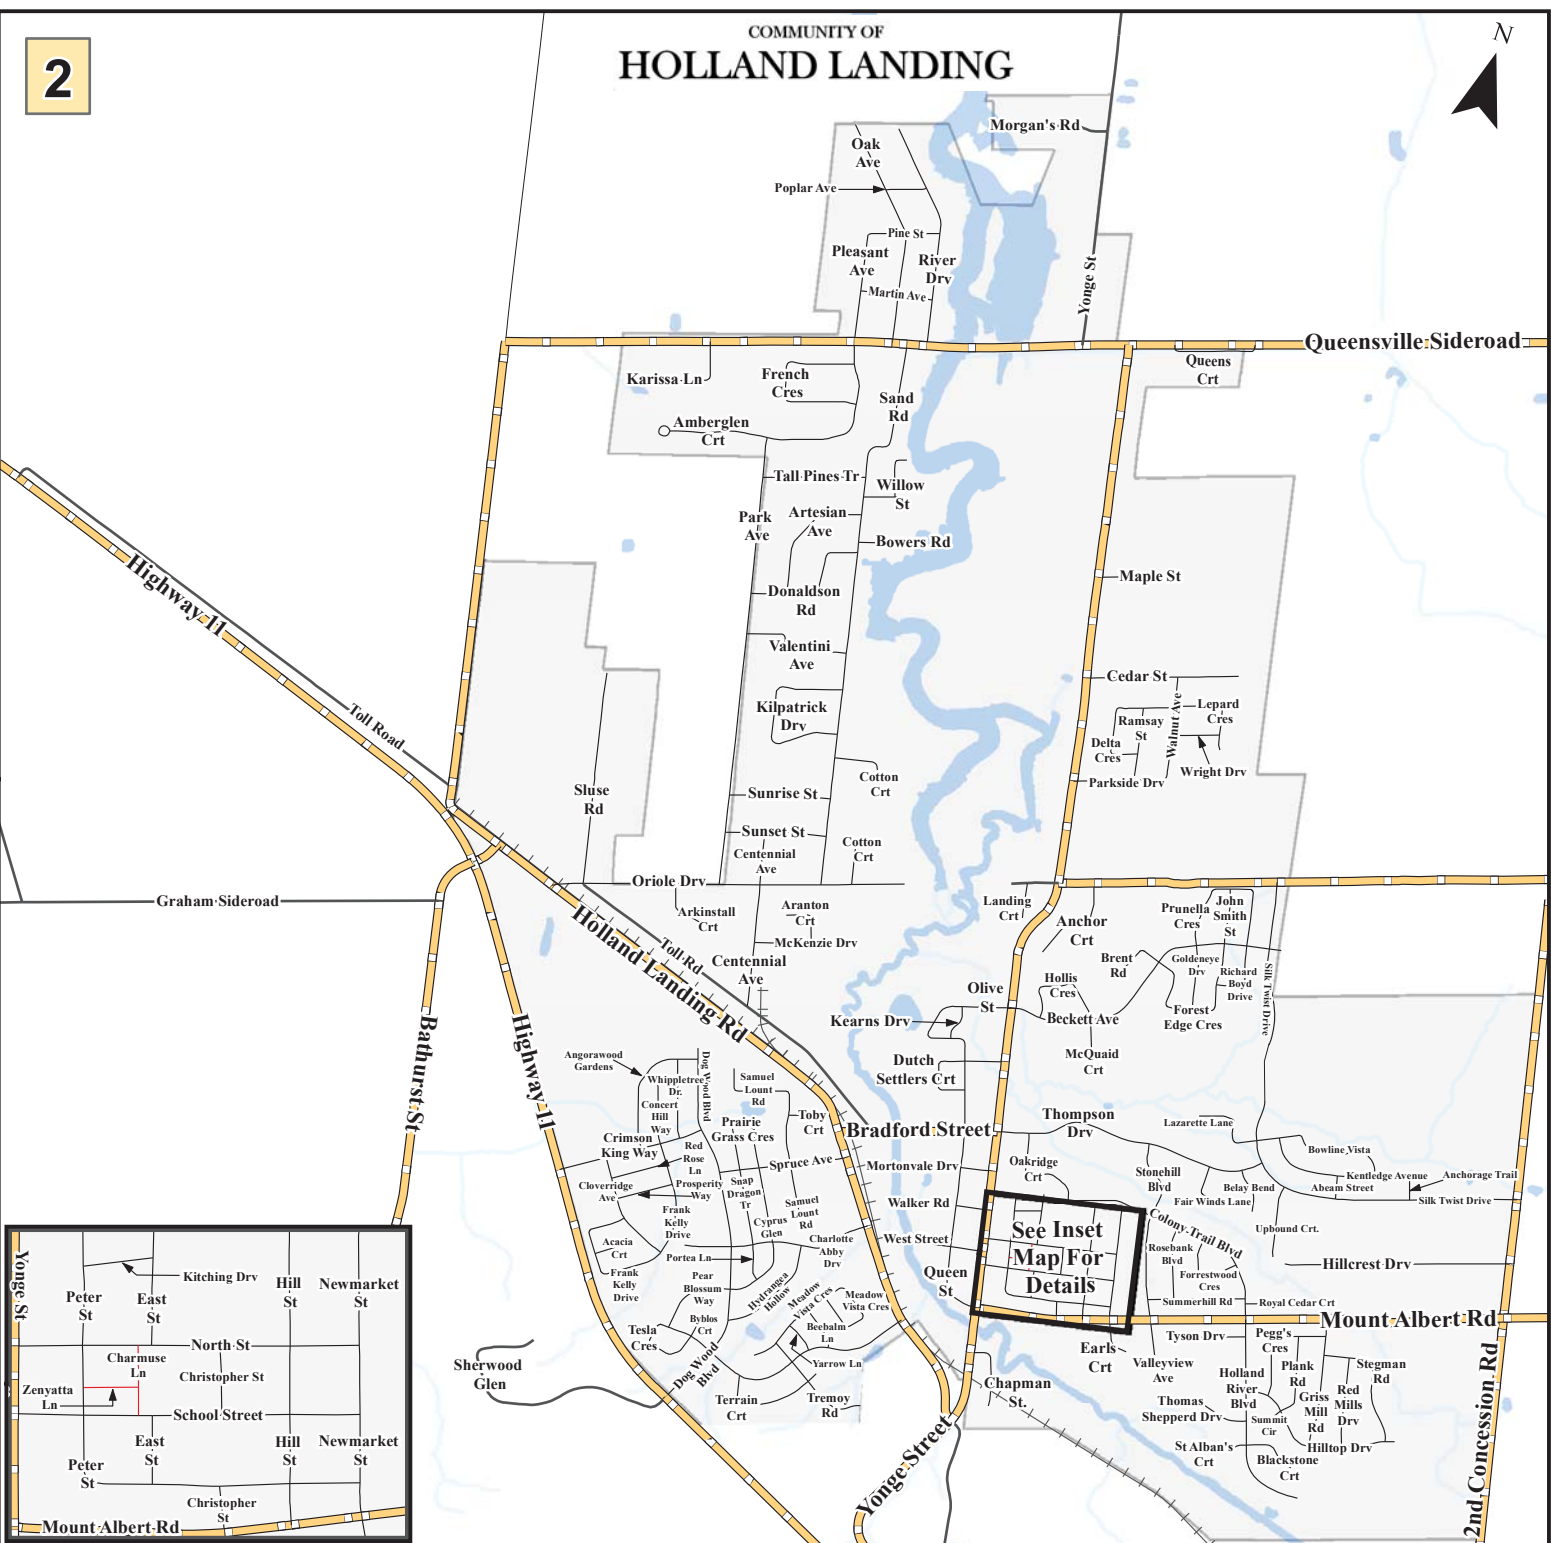 COMMUNITY OF
HOLLAND LANDING
2
N
Morgan's Rd
Oak
Ave
Poplar Ave
Pine St
Pleasant
Ave
River
Drv
Martin Ave
Yonge St
Queensville Sideroad
Queens
Crt
Karissa Ln
French
Cres
Sand
Rd
Amberglen
Crt
Tall Pines Tr
Willow
St
Park
Ave
Artesian
Ave
Bowers Rd
Highway 11
Maple St
Donaldson
Rd
Valentini
Ave
Cedar St
Kilpatrick
Drv
Walnut Ave
Lepard
Cres
Ramsay
St
Delta
Cres
Wright Drv
Parkside Drv
Toll Road
Sluse
Rd
Cotton
Crt
Sunrise St
Sunset St
Centennial
Ave
Cotton
Crt
Oriole Drv
Graham Sideroad
Arkinstall
Crt
Aranton
Crt
McKenzie Drv
Landing
Crt
Anchor
Crt
Prunella
Cres
John
Smith
St
Holland Landing Rd
Toll Rd
Centennial
Ave
Brent
Rd
Goldeneye
Drv
Richard
Boyd
Drive
Silk Twist Drive
Hollis
Cres
Olive
St
Kearns Drv
Beckett Ave
Forest
Edge Cres
Bathurst St
Highway 11
Dutch
Settlers Crt
McQuaid
Crt
Angorawood
Gardens
Whippletree
Dr.
Dog Wood Blvd
Samuel
Lount
Rd
Concert
Hill
Way
Toby
Crt
Prairie
Grass Cres
Bradford Street
Thompson
Drv
Lazarette Lane
Crimson
King Way
Red
Rose
Ln
Spruce Ave
Mortonvale Drv
Oakridge
Crt
Bowline Vista
Kentledge Avenue
Anchorage Trail
Stonehill
Blvd
Belay Bend
Abeam Street
Fair Winds Lane
Silk Twist Drive
Cloverridge
Ave
Prosperity
Way
Snap
Dragon
Tr
Samuel
Lount
Rd
Walker Rd
Frank
Kelly
Drive
Cyprus
Glen
See Inset
Map For
Details
Colony Trail Blvd
Upbound Crt.
Acacia
Crt
Portea Ln
Charlotte
Abby
Drv
West Street
Rosebank
Blvd
Forrestwood
Cres
Hillcrest Drv
Frank
Kelly
Drive
Pear
Blossom
Way
Hydrangea
Hollow
Meadow
Vista Cres
Meadow
Vista Cres
Queen
St
Summerhill Rd
Royal Cedar Crt
Byblos
Crt
Beebalm
Ln
Mount Albert Rd
Tesla
Cres
Yarrow Ln
Earls
Crt
Tyson Drv
Pegg's
Cres
Sherwood
Glen
Dog Wood
Blvd
Valleyview
Ave
Holland
River
Blvd
Plank
Rd
Stegman
Rd
Terrain
Crt
Tremoy
Rd
Chapman
St.
Thomas
Shepperd Drv
Summit
Cir
Griss
Mill
Rd
Red
Mills
Drv
Hilltop Drv
St Alban's
Crt
Blackstone
Crt
Yonge Street
2nd Concession Rd
Yonge St
Kitching Drv
Peter
St
East
St
Hill
St
Newmarket
St
North St
Charmuse
Ln
Christopher St
Zenyatta
Ln
School Street
East
St
Hill
St
Newmarket
St
Peter
St
Christopher
St
Mount Albert Rd